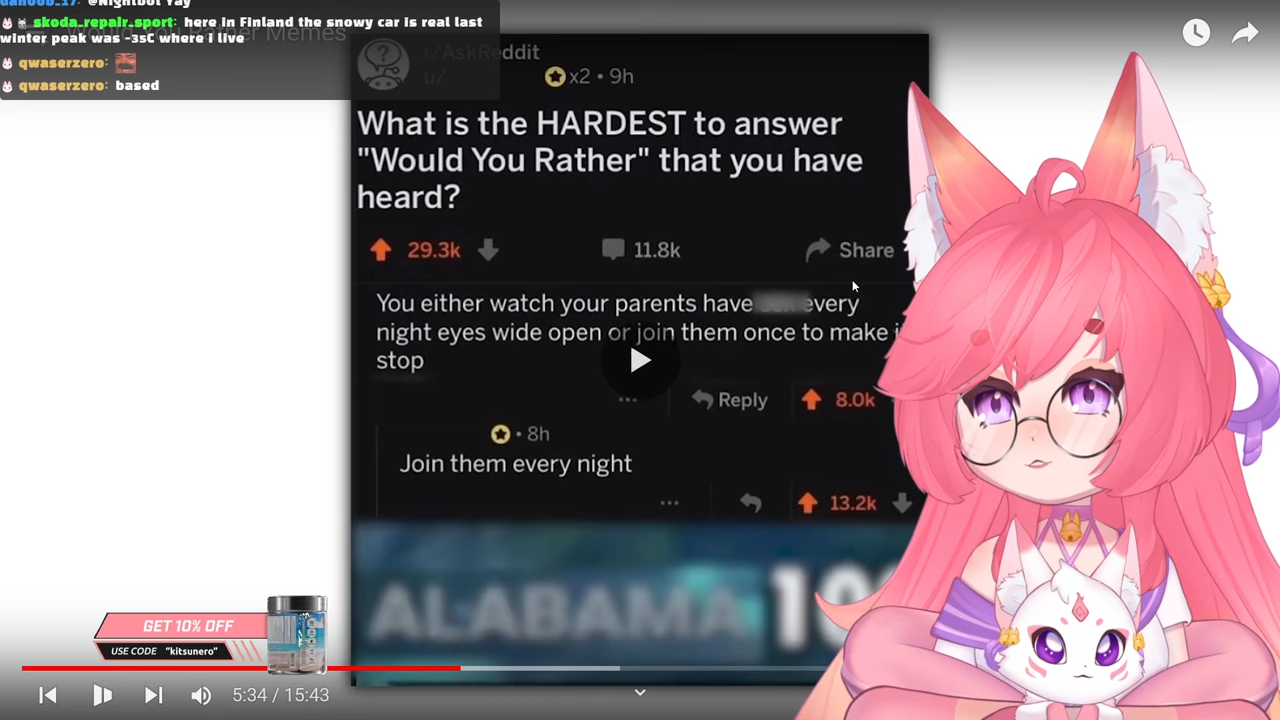 @Nightbot Yay
skoda_repair_sport: here in Finland the snowy car is real last
winter peak was -35C where i live
qwaserzero:
qwaserzero: based
Would You Rather Memes
r/AskReddit
u/
x2 • 9h
What is the HARDEST to answer
"Would You Rather" that you have
heard?
29.3k
11.8k
Share
You either watch your parents have every
night eyes wide open or join them once to make
stop
... Reply 8.0k
• 8h
Join them every night
... 13.2k
ALABAMA
GET 10% OFF
USE CODE "kitsunero"
5:34 / 15:43